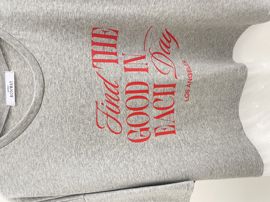 Find THE
GOOD IN
EACH Day
LOS ANGELES